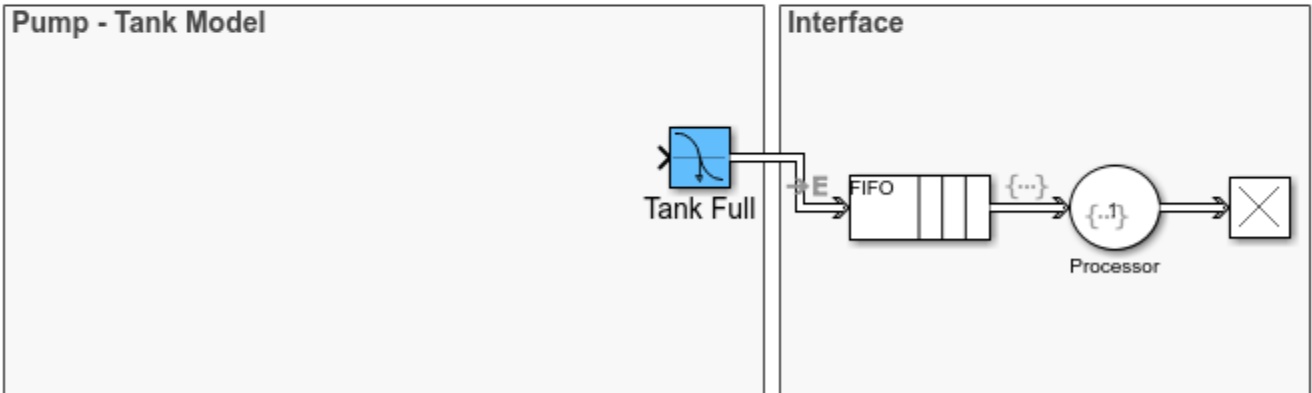 Pump - Tank Model
Interface
Tank Full
E
FIFO
{...}
{..1}
Processor